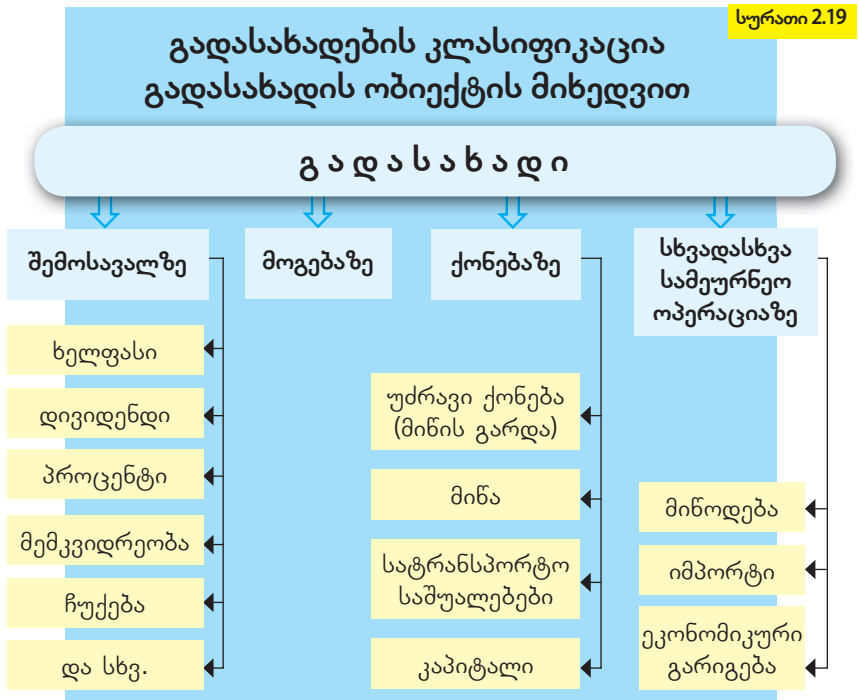 სურათი 2.19
გადასახადების კლასიფიკაცია
გადასახადის ობიექტის მიხედვით
გ ა დ ა ს ა ხ ა დ ი
შემოსავალზე
ხელფასი
დივიდენდი
პროცენტი
მემკვიდრეობა
ჩუქება
და სხვ.
მოგებაზე
ქონებაზე
უძრავი ქონება
(მიწის გარდა)
მიწა
სატრანსპორტო
საშუალებები
კაპიტალი
სხვადასხვა
სამეურნეო
ოპერაციაზე
მიწოდება
იმპორტი
ეკონომიკური
გარიგება